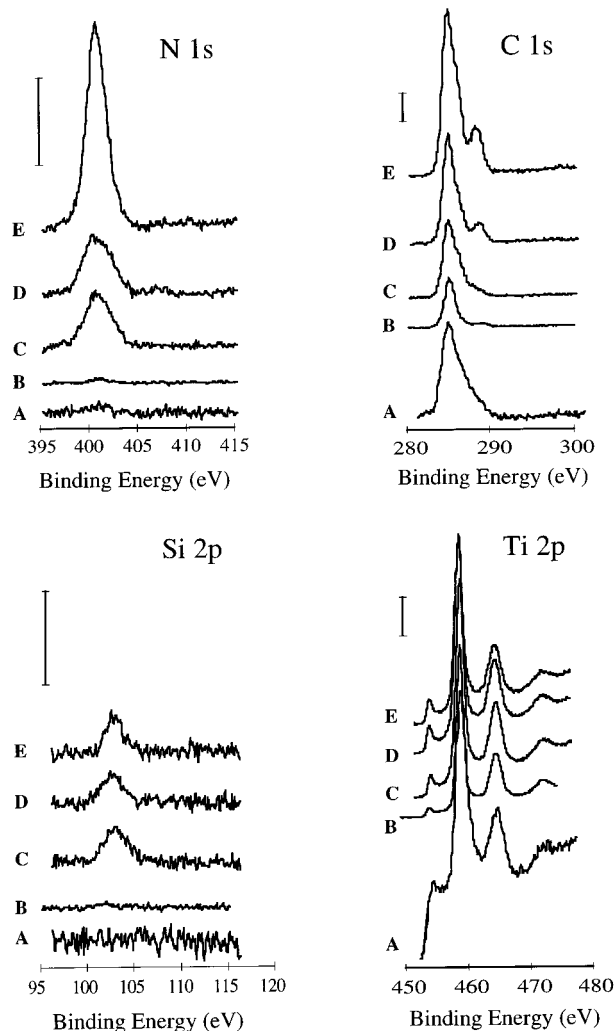 N 1s
E
D
C
B
A
395 400 405 410 415
Binding Energy (eV)
C 1s
E
D
C
B
A
280 290 300
Binding Energy (eV)
Si 2p
E
D
C
B
A
95 100 105 110 115 120
Binding Energy (eV)
Ti 2p
E
D
C
B
A
450 460 470 480
Binding Energy (eV)